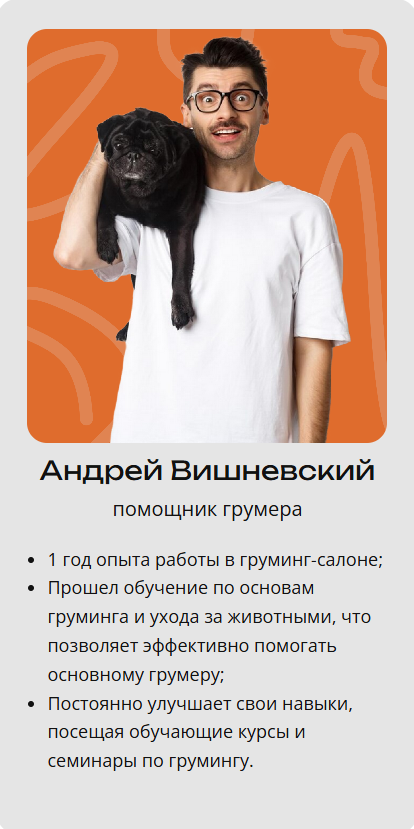 Андрей Вишневский
помощник грумера
• 1 год опыта работы в груминг-салоне;
• Прошел обучение по основам
груминга и ухода за животными, что
позволяет эффективно помогать
основному грумеру;
• Постоянно улучшает свои навыки,
посещая обучающие курсы и
семинары по грумингу.